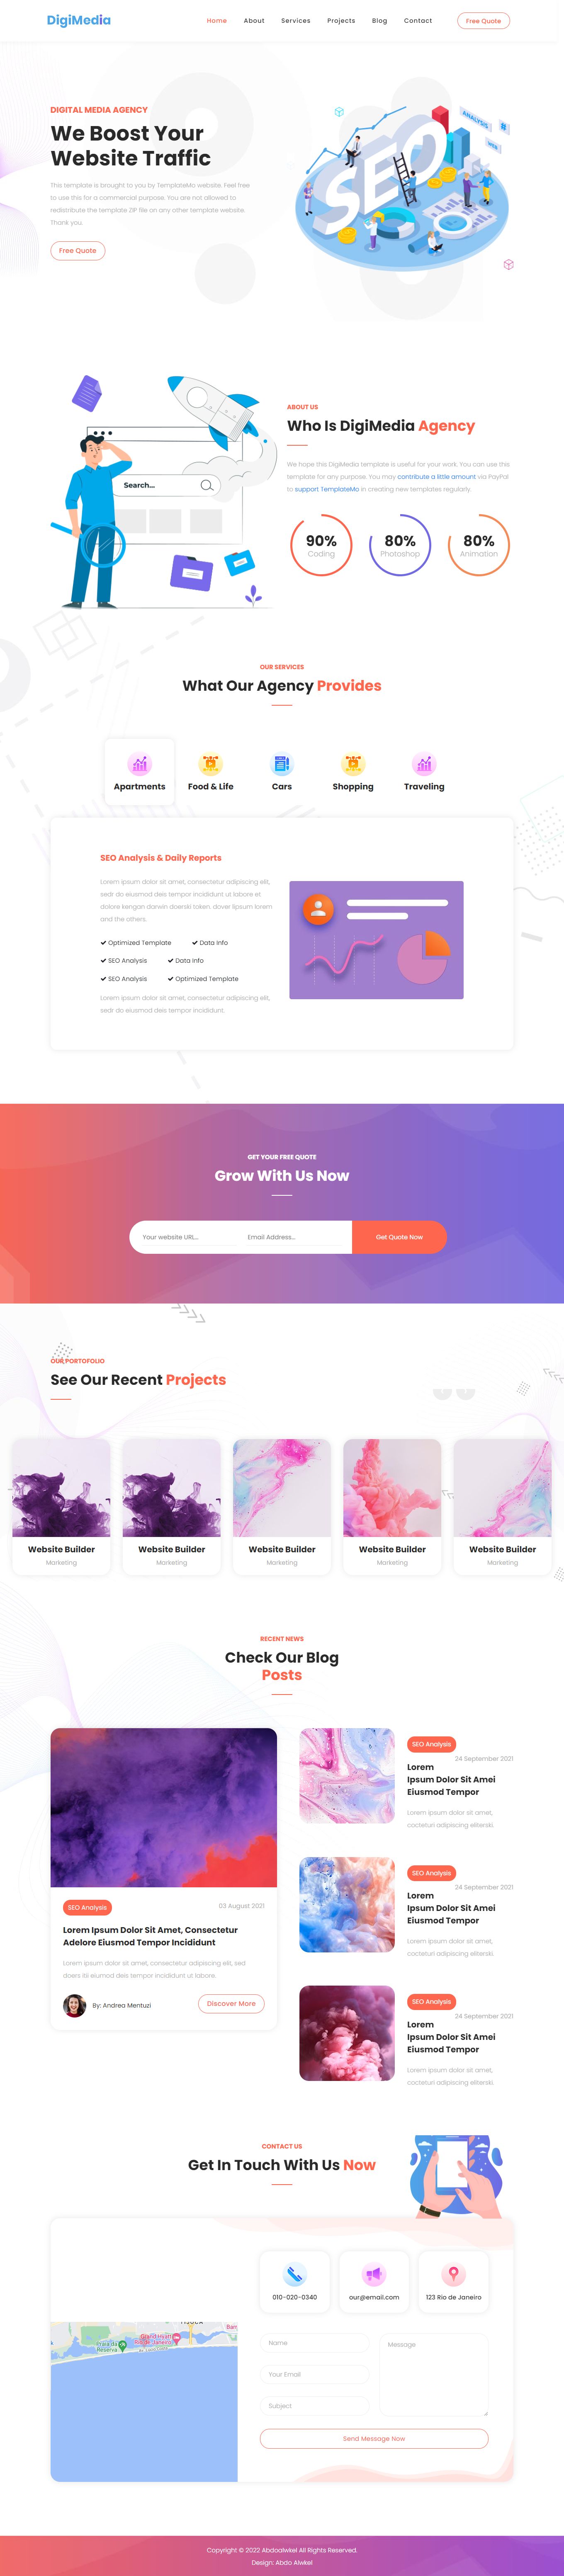 DigiMedia
Home About Services Projects Blog Contact Free Quote
DIGITAL MEDIA AGENCY
We Boost Your
Website Traffic
This template is brought to you by TemplateMo website. Feel free
to use this for a commercial purpose. You are not allowed to
redistribute the template ZIP file on any other template website.
Thank you.
Free Quote
SEO
ANALYSIS
WEB
ABOUT US
Who Is DigiMedia Agency
We hope this DigiMedia template is useful for your work. You can use this
template for any purpose. You may contribute a little amount via PayPal
to support TemplateMo in creating new templates regularly.
Search...
90% 80% 80%
Coding Photoshop Animation
OUR SERVICES
What Our Agency Provides
Apartments Food & Life Cars Shopping Traveling
SEO Analysis & Daily Reports
Lorem ipsum dolor sit amet, consectetur adipiscing elit,
sedr do eiusmod deis tempor incididunt ut labore et
dolore kengan darwin doerski token. dover lipsum lorem
and the others.
Optimized Template Data Info
SEO Analysis Data Info
SEO Analysis Optimized Template
Lorem ipsum dolor sit amet, consectetur adipiscing elit,
sedr do eiusmod deis tempor incididunt.
GET YOUR FREE QUOTE
Grow With Us Now
Your website URL... Email Address... Get Quote Now
OUR PORTOFOLIO
See Our Recent Projects
Website Builder Website Builder Website Builder Website Builder Website Builder
Marketing Marketing Marketing Marketing Marketing
RECENT NEWS
Check Our Blog
Posts
SEO Analysis 03 August 2021
Lorem Ipsum Dolor Sit Amet, Consectetur
Adelore Eiusmod Tempor Incididunt
Lorem ipsum dolor sit amet, consectetur adipiscing elit, sed
doers itii eiumod deis tempor incididunt ut labore.
By: Andrea Mentuzi Discover More
SEO Analysis
24 September 2021
Lorem
Ipsum Dolor Sit Amei
Eiusmod Tempor
Lorem ipsum dolor sit amet,
cocteturi adipiscing eliterski.
SEO Analysis
24 September 2021
Lorem
Ipsum Dolor Sit Amei
Eiusmod Tempor
Lorem ipsum dolor sit amet,
cocteturi adipiscing eliterski.
SEO Analysis
24 September 2021
Lorem
Ipsum Dolor Sit Amei
Eiusmod Tempor
Lorem ipsum dolor sit amet,
cocteturi adipiscing eliterski.
CONTACT US
Get In Touch With Us Now
010-020-0340 our@email.com 123 Rio de Janeiro
Praia da
Reserva
Grand Hyatt
Rio de Janeiro
Name
Message
Your Email
Subject
Send Message Now
Copyright © 2022 Abdoalwkel All Rights Reserved.
Design: Abdo Alwkel